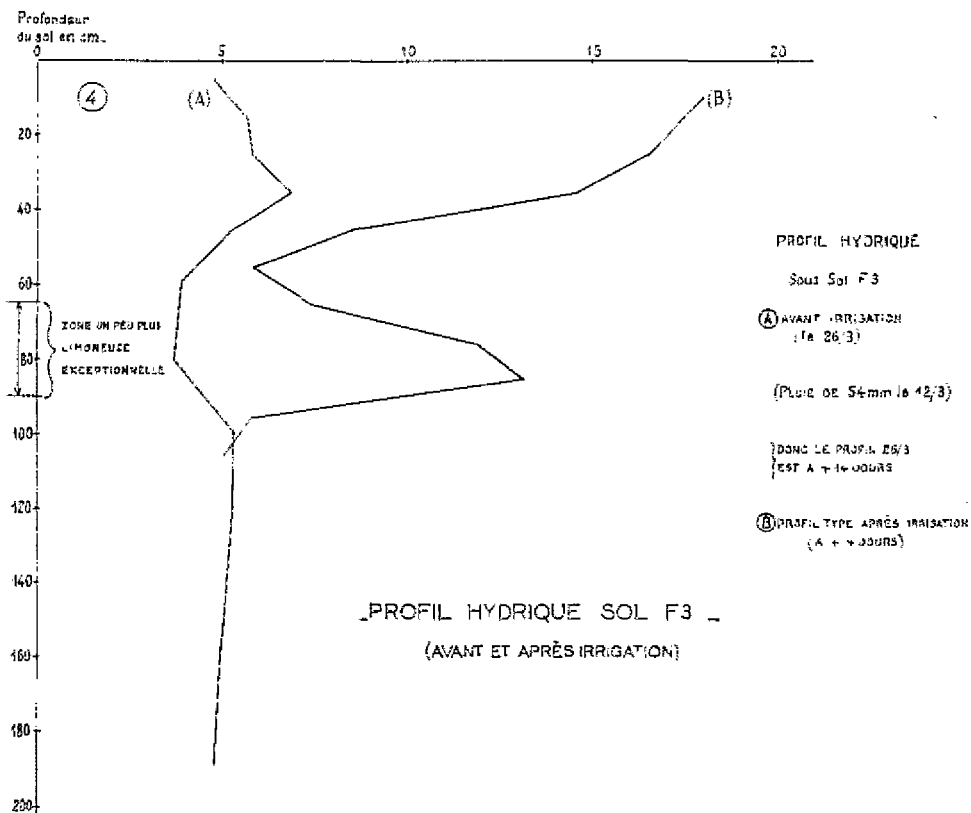 Profondeur
du sol en cm.
0 5 10 15 20
4
(A)
(B)
20
40
60
80
100
120
140
160
180
200
ZONE UN PEU PLUS
LIMONEUSE
EXCEPTIONNELLE
PROFIL HYDRIQUE
Sous Sol F3
A AVANT IRRIGATION
(le 26/3)
(PLUIE DE 54mm le 12/3)
DONC LE PROFIL 26/3
EST A + 14 JOURS
B PROFIL TYPE APRÈS IRRIGATION
(A + 4 JOURS)
PROFIL HYDRIQUE SOL F3
(AVANT ET APRÈS IRRIGATION)